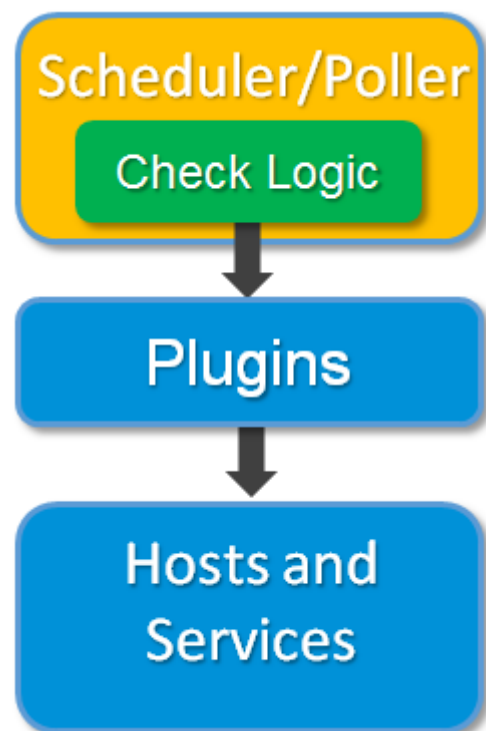 Scheduler/Poller
Check Logic
Plugins
Hosts and
Services